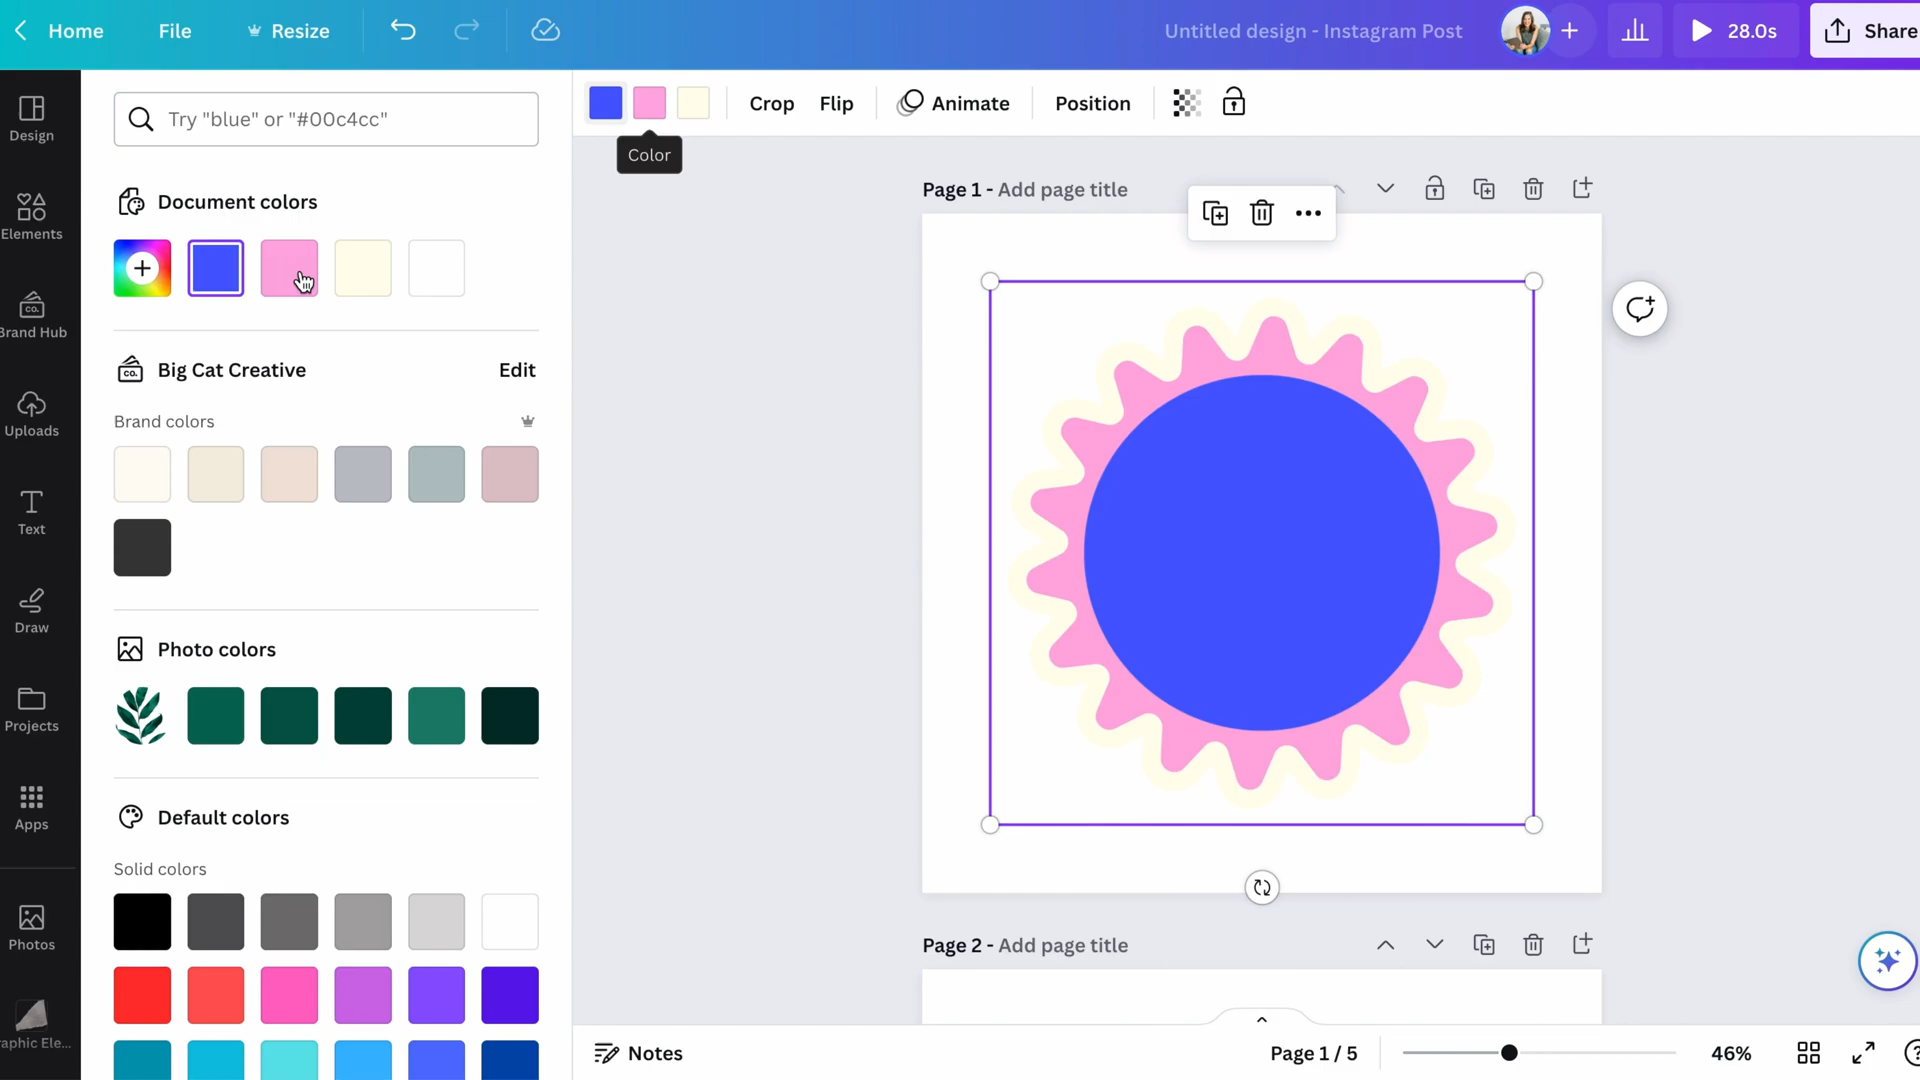 Home
File
Resize
Untitled design - Instagram Post
28.0s
Share
Design
Elements
Brand Hub
Uploads
Text
Draw
Projects
Apps
Photos
aphic Ele...
Try "blue" or "#00c4cc"
Document colors
CO.
Big Cat Creative
Edit
Brand colors
Photo colors
Default colors
Solid colors
Crop
Flip
Animate
Position
Color
Page 1 - Add page title
Page 2 - Add page title
Notes
Page 1 / 5
46%